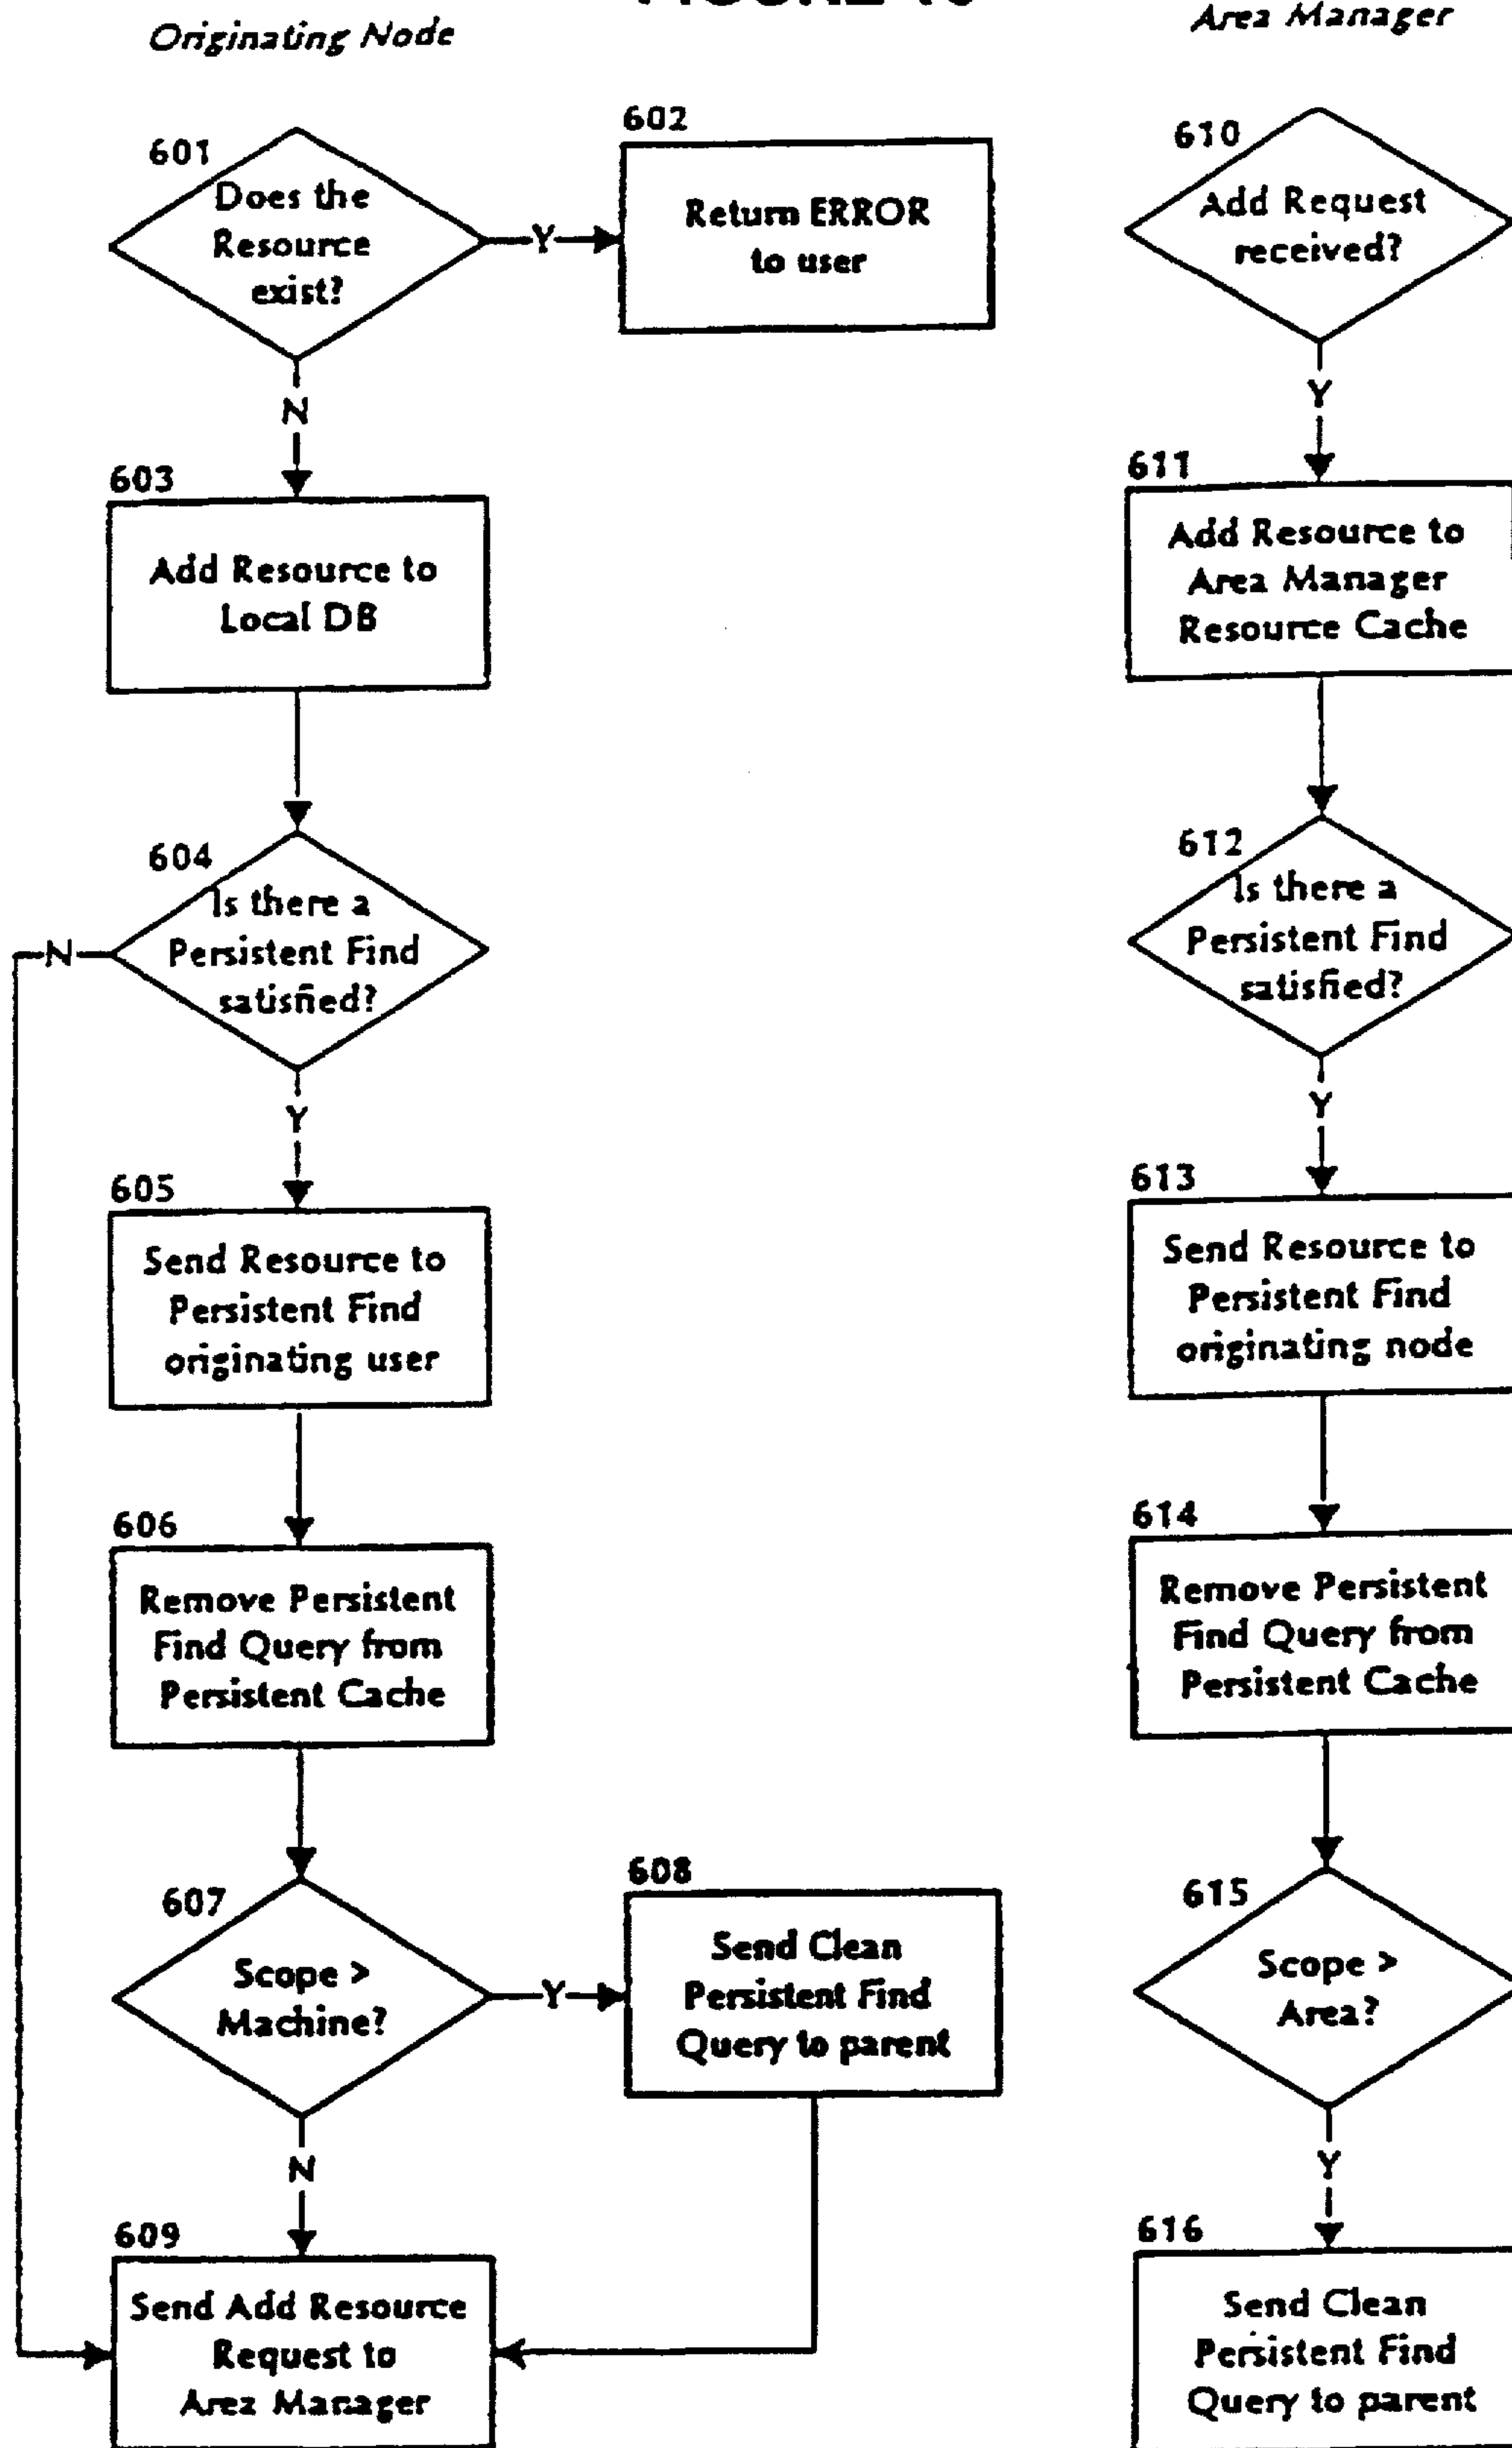 Originating Node
601
Does the
Resource
exist?
Y
602
Return ERROR
to user
N
603
Add Resource to
Local DB
604
Is there a
Persistent Find
satisfied?
N
Y
605
Send Resource to
Persistent Find
originating user
606
Remove Persistent
Find Query from
Persistent Cache
607
Scope >
Machine?
Y
608
Send Clean
Persistent Find
Query to parent
N
609
Send Add Resource
Request to
Area Manager
Area Manager
610
Add Request
received?
Y
611
Add Resource to
Area Manager
Resource Cache
612
Is there a
Persistent Find
satisfied?
Y
613
Send Resource to
Persistent Find
originating node
614
Remove Persistent
Find Query from
Persistent Cache
615
Scope >
Area?
Y
616
Send Clean
Persistent Find
Query to parent